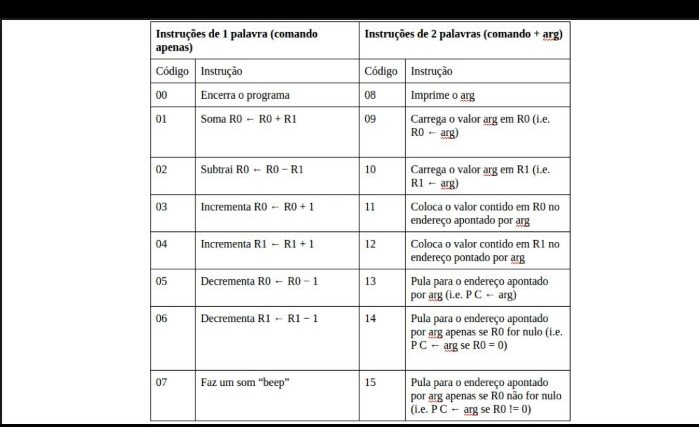 Instruções de 1 palavra (comando
apenas)
Instruções de 2 palavras (comando + arg)
Código
Instrução
Código
Instrução
00
Encerra o programa
08
Imprime o arg
01
Soma R0 ← R0 + R1
09
Carrega o valor arg em R0 (i.e.
R0 ← arg)
02
Subtrai R0 ← R0 − R1
10
Carrega o valor arg em R1 (i.e.
R1 ← arg)
03
Incrementa R0 ← R0 + 1
11
Coloca o valor contido em R0 no
endereço apontado por arg
04
Incrementa R1 ← R1 + 1
12
Coloca o valor contido em R1 no
endereço pontado por arg
05
Decrementa R0 ← R0 − 1
13
Pula para o endereço apontado
por arg (i.e. P C ← arg)
06
Decrementa R1 ← R1 − 1
14
Pula para o endereço apontado
por arg apenas se R0 for nulo (i.e.
P C ← arg se R0 = 0)
07
Faz um som “beep”
15
Pula para o endereço apontado
por arg apenas se R0 não for nulo
(i.e. P C ← arg se R0 != 0)